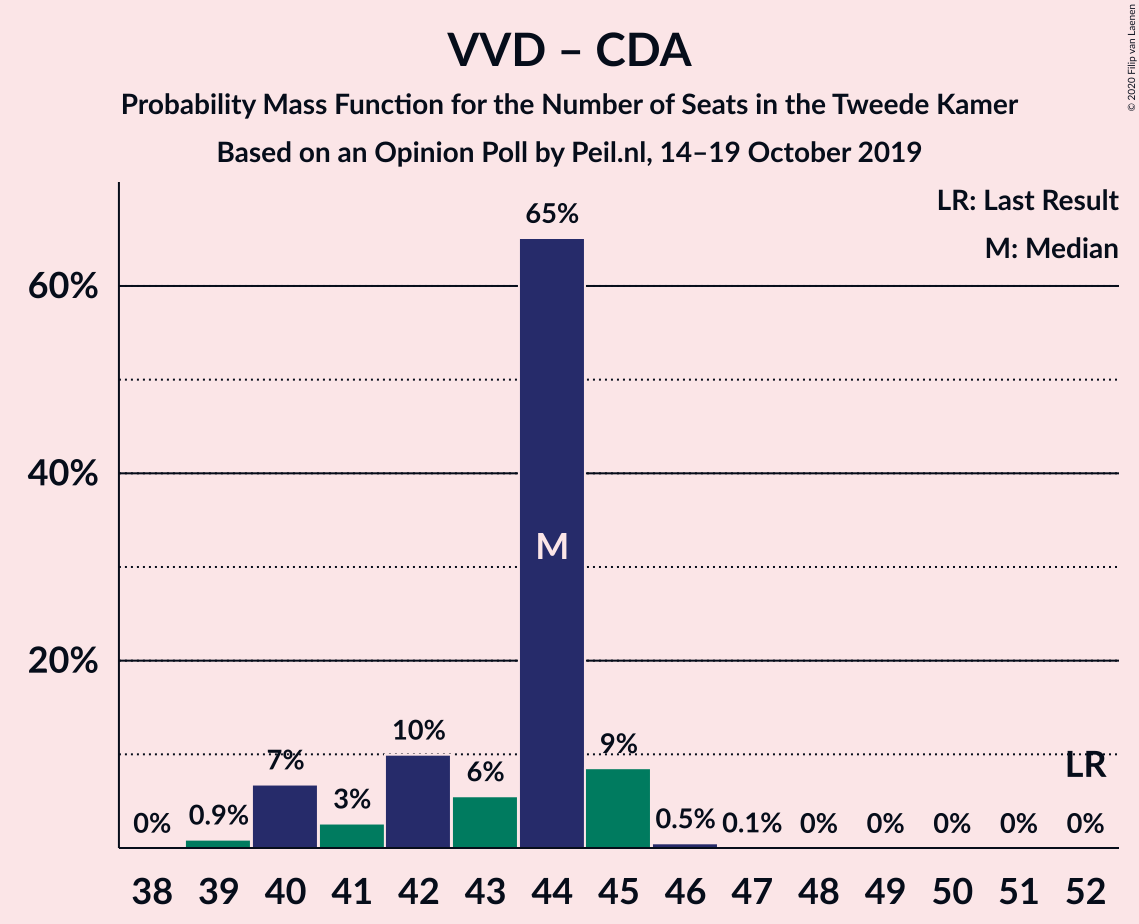 VVD – CDA
Probability Mass Function for the Number of Seats in the Tweede Kamer
Based on an Opinion Poll by Peil.nl, 14–19 October 2019
© 2020 Filip van Laenen
LR: Last Result
M: Median
60%
40%
20%
0%
0.9%
7%
3%
10%
6%
65%
M
9%
0.5%
0.1%
0%
0%
0%
0%
0%
LR
38 39 40 41 42 43 44 45 46 47 48 49 50 51 52